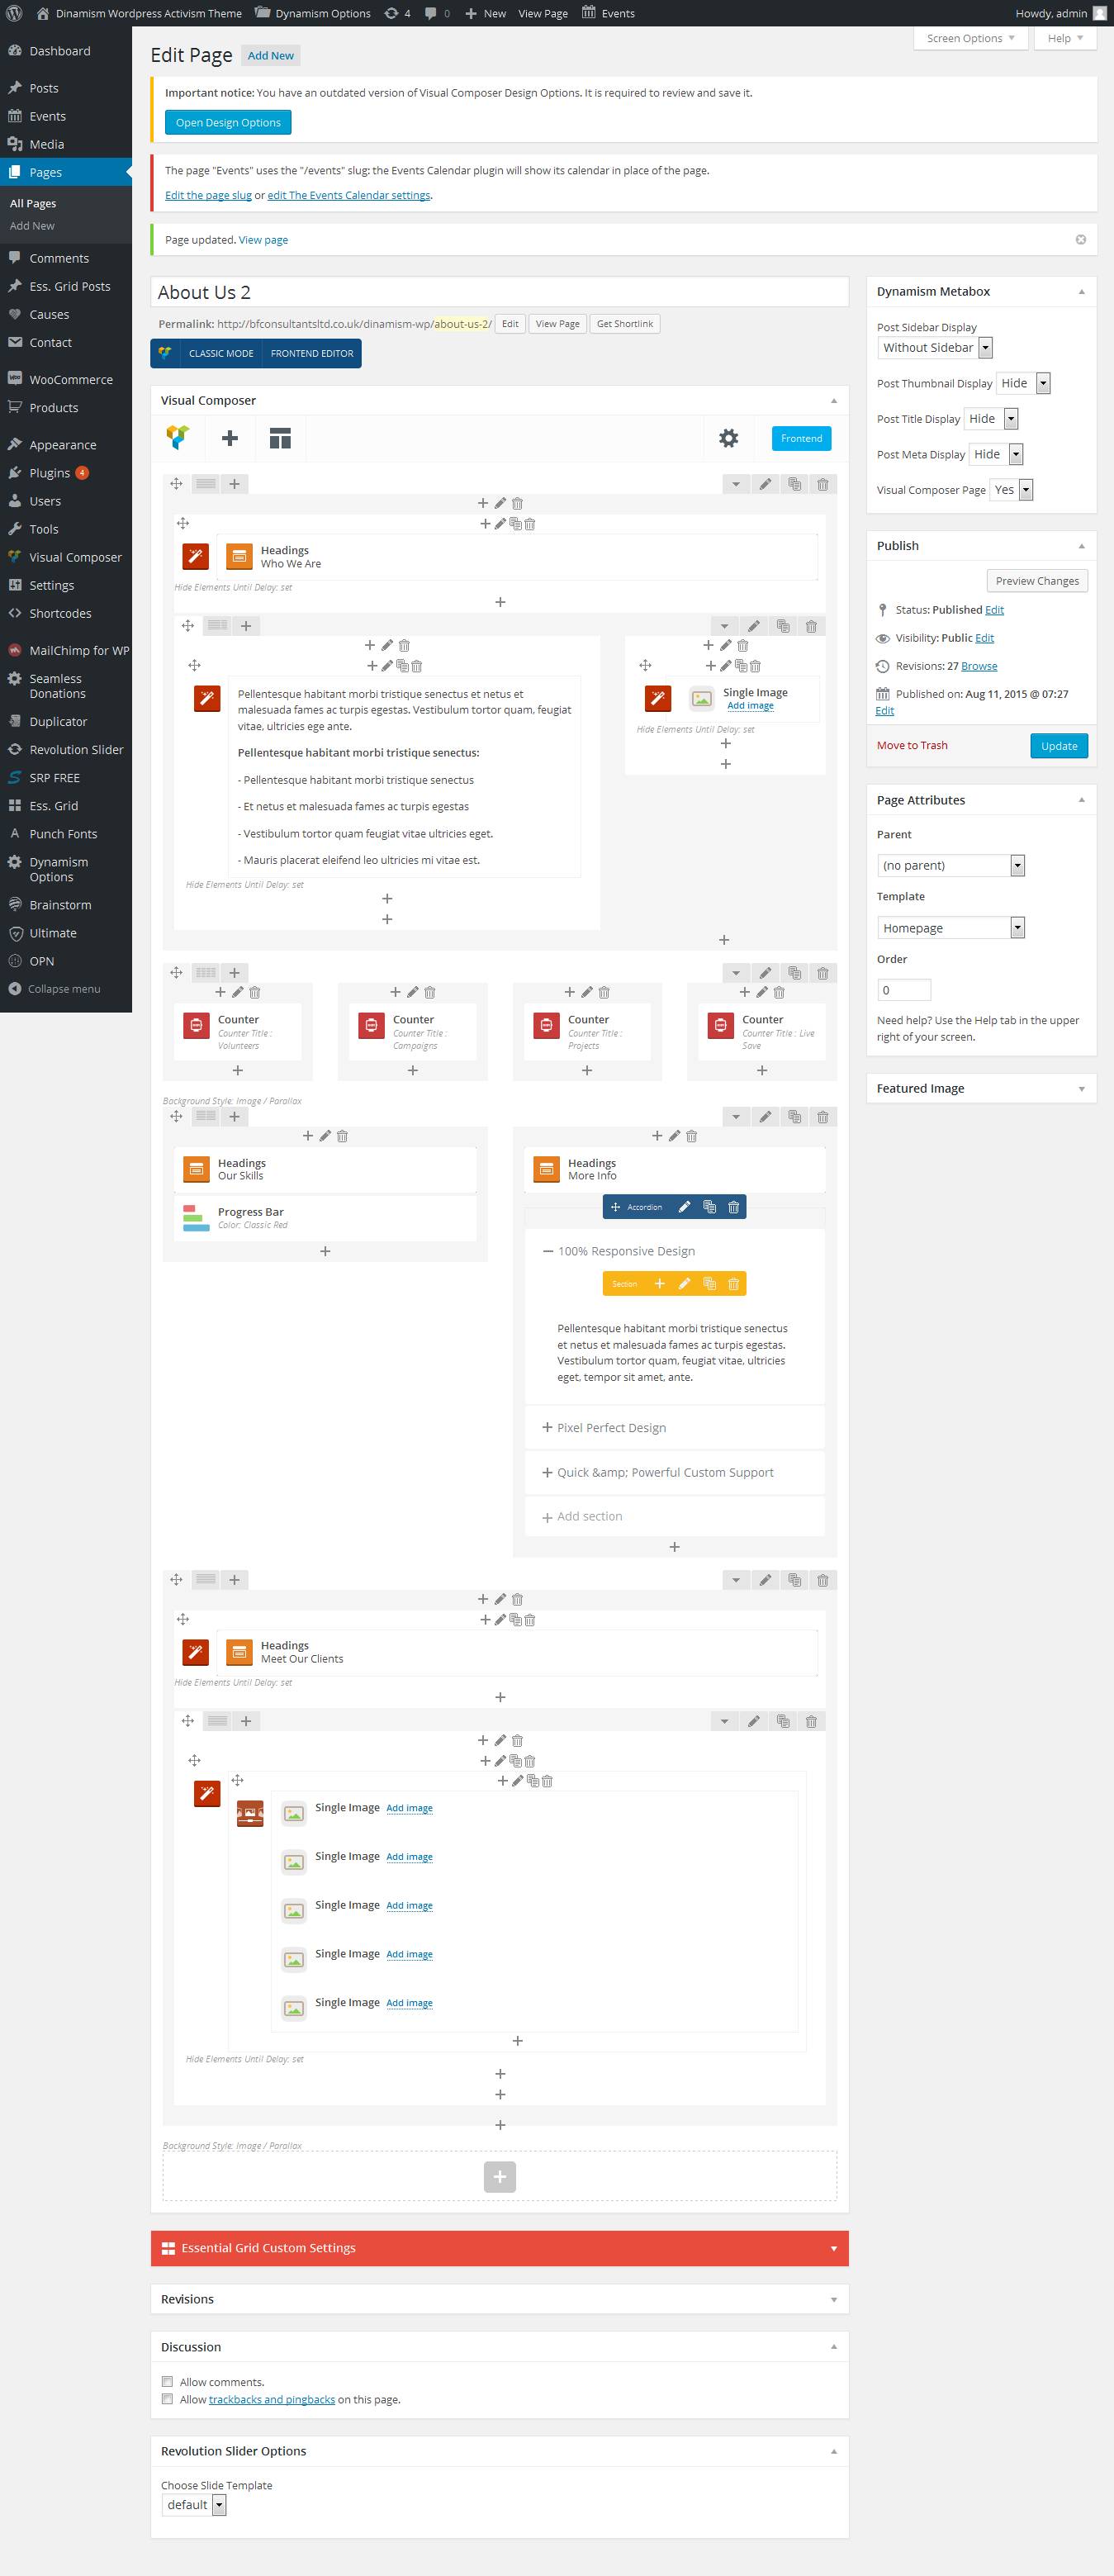 Dinamism Wordpress Activism Theme Dynamism Options 4 0 New View Page Events Howdy, admin
Dashboard
Posts
Events
Media
Pages
All Pages
Add New
Comments
Ess. Grid Posts
Causes
Contact
WooCommerce
Products
Appearance
Plugins 4
Users
Tools
Visual Composer
Settings
Shortcodes
MailChimp for WP
Seamless
Donations
Duplicator
Revolution Slider
SRP FREE
Ess. Grid
Punch Fonts
Dynamism
Options
Brainstorm
Ultimate
OPN
Collapse menu
Screen Options Help
Edit Page Add New
Important notice: You have an outdated version of Visual Composer Design Options. It is required to review and save it.
Open Design Options
The page "Events" uses the "/events" slug: the Events Calendar plugin will show its calendar in place of the page.
Edit the page slug or edit The Events Calendar settings.
Page updated. View page
About Us 2
Permalink: http://bfconsultantsltd.co.uk/dinamism-wp/about-us-2/ Edit View Page Get Shortlink
CLASSIC MODE FRONTEND EDITOR
Visual Composer
Frontend
Headings
Who We Are
Hide Elements Until Delay: set
Pellentesque habitant morbi tristique senectus et netus et
malesuada fames ac turpis egestas. Vestibulum tortor quam, feugiat
vitae, ultricies ege ante.
Pellentesque habitant morbi tristique senectus:
- Pellentesque habitant morbi tristique senectus
- Et netus et malesuada fames ac turpis egestas
- Vestibulum tortor quam feugiat vitae ultricies eget.
- Mauris placerat eleifend leo ultricies mi vitae est.
Hide Elements Until Delay: set
Single Image
Add image
Hide Elements Until Delay: set
Counter
Counter Title :
Volunteers
Counter
Counter Title :
Campaigns
Counter
Counter Title :
Projects
Counter
Counter Title : Live
Save
Background Style: Image / Parallax
Headings
Our Skills
Progress Bar
Color: Classic Red
Headings
More Info
Accordion
100% Responsive Design
Section
Pellentesque habitant morbi tristique senectus
et netus et malesuada fames ac turpis egestas.
Vestibulum tortor quam, feugiat vitae, ultricies
eget, tempor sit amet, ante.
Pixel Perfect Design
Quick &amp; Powerful Custom Support
Add section
Headings
Meet Our Clients
Hide Elements Until Delay: set
Single Image Add image
Single Image Add image
Single Image Add image
Single Image Add image
Single Image Add image
Hide Elements Until Delay: set
Background Style: Image / Parallax
Essential Grid Custom Settings
Revisions
Discussion
Allow comments.
Allow trackbacks and pingbacks on this page.
Revolution Slider Options
Choose Slide Template
default
Dynamism Metabox
Post Sidebar Display
Without Sidebar
Post Thumbnail Display Hide
Post Title Display Hide
Post Meta Display Hide
Visual Composer Page Yes
Publish
Preview Changes
Status: Published Edit
Visibility: Public Edit
Revisions: 27 Browse
Published on: Aug 11, 2015 @ 07:27
Edit
Move to Trash Update
Page Attributes
Parent
(no parent)
Template
Homepage
Order
0
Need help? Use the Help tab in the upper
right of your screen.
Featured Image